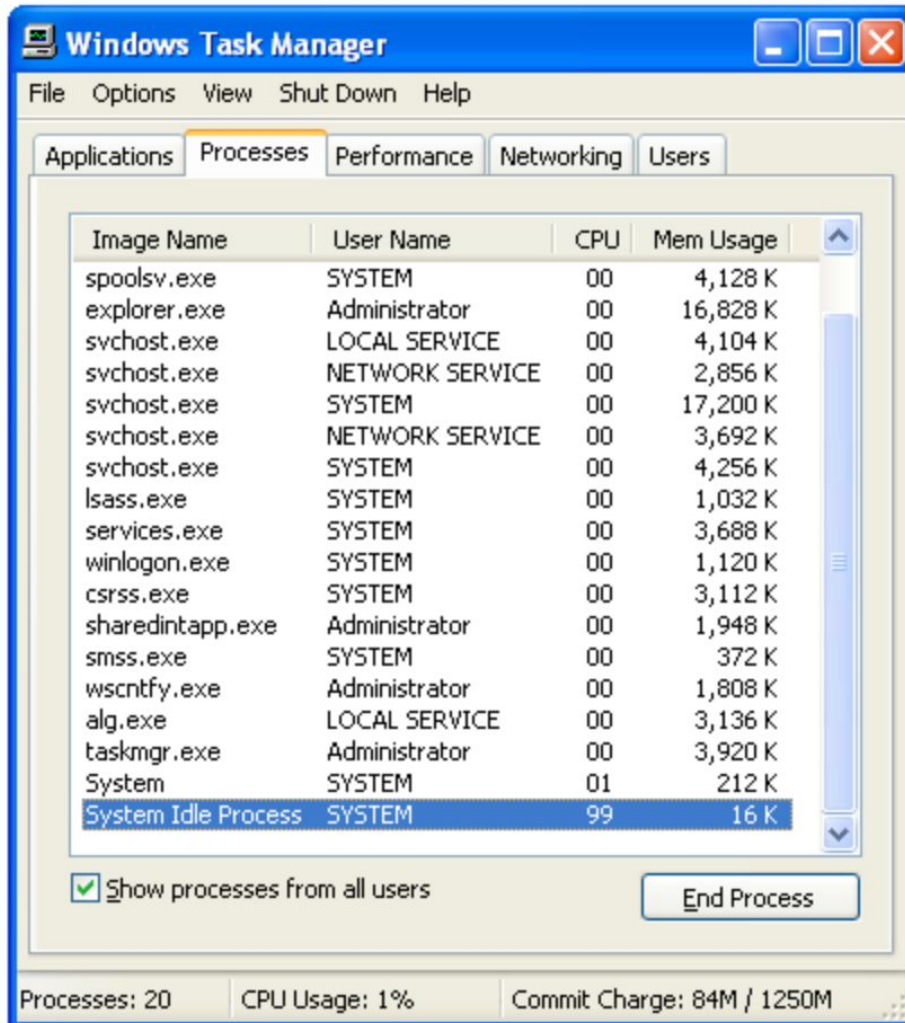 Windows Task Manager
File Options View Shut Down Help
Applications Processes Performance Networking Users
Image Name User Name CPU Mem Usage
spoolsv.exe SYSTEM 00 4,128 K
explorer.exe Administrator 00 16,828 K
svchost.exe LOCAL SERVICE 00 4,104 K
svchost.exe NETWORK SERVICE 00 2,856 K
svchost.exe SYSTEM 00 17,200 K
svchost.exe NETWORK SERVICE 00 3,692 K
svchost.exe SYSTEM 00 4,256 K
lsass.exe SYSTEM 00 1,032 K
services.exe SYSTEM 00 3,688 K
winlogon.exe SYSTEM 00 1,120 K
csrss.exe SYSTEM 00 3,112 K
sharedintapp.exe Administrator 00 1,948 K
smss.exe SYSTEM 00 372 K
wscntfy.exe Administrator 00 1,808 K
alg.exe LOCAL SERVICE 00 3,136 K
taskmgr.exe Administrator 00 3,920 K
System SYSTEM 01 212 K
System Idle Process SYSTEM 99 16 K
Show processes from all users
End Process
Processes: 20 CPU Usage: 1% Commit Charge: 84M / 1250M